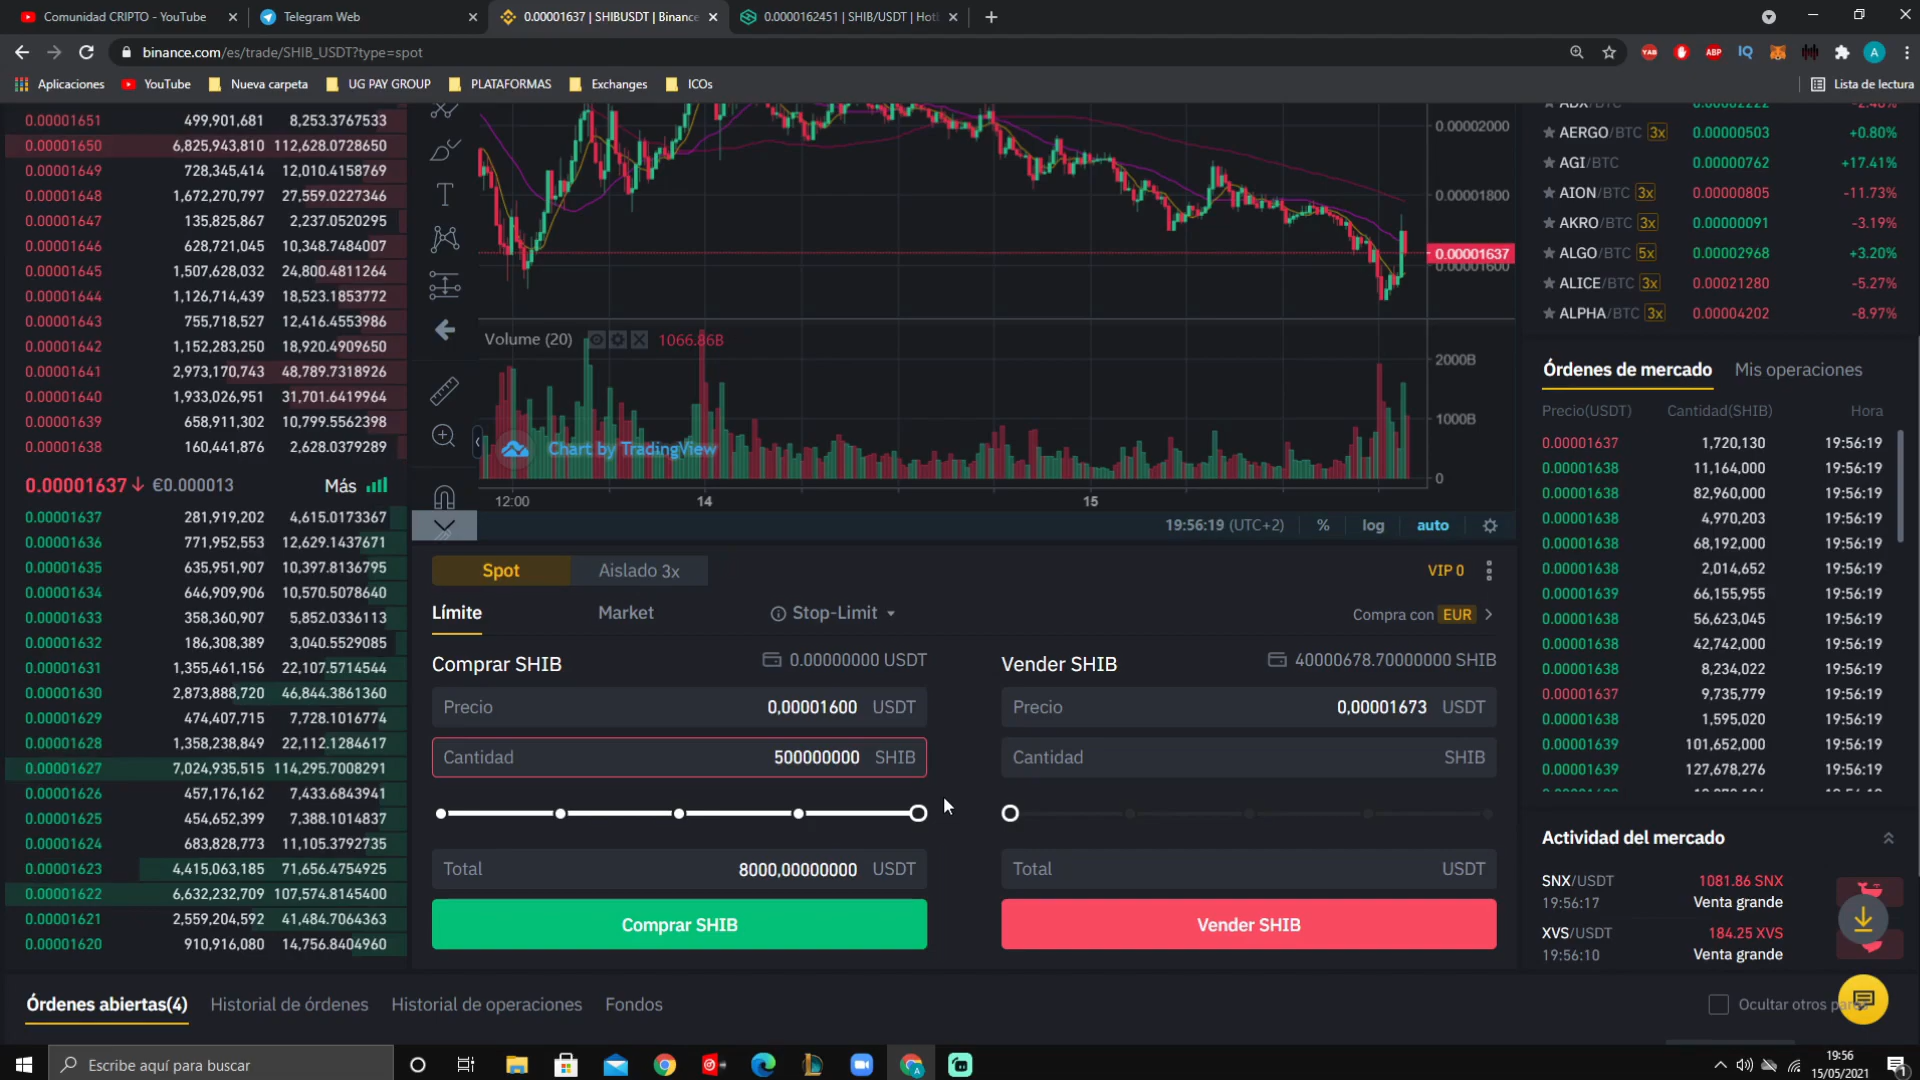 Comunidad CRIPTO - YouTube
Telegram Web
0.00001637 | SHIBUSDT | Binance
0.0000162451 | SHIB/USDT | Hot
binance.com/es/trade/SHIB_USDT?type=spot
Aplicaciones
YouTube
Nueva carpeta
UG PAY GROUP
PLATAFORMAS
Exchanges
ICOs
Lista de lectura
0.00001651 499,901,681 8,253.3767533
0.00001650 6,825,943,810 112,628.0728650
0.00001649 728,345,414 12,010.4158769
0.00001648 1,672,270,797 27,559.0227346
0.00001647 135,825,867 2,237.0520295
0.00001646 628,721,045 10,348.7484007
0.00001645 1,507,628,032 24,800.4811264
0.00001644 1,126,714,439 18,523.1853772
0.00001643 755,718,527 12,416.4553986
0.00001642 1,152,283,250 18,920.4909650
0.00001641 2,973,170,743 48,789.7318926
0.00001640 1,933,026,951 31,701.6419964
0.00001639 658,911,302 10,799.5562398
0.00001638 160,441,876 2,628.0379289
0.00001637↓ €0.000013 Más
0.00001637 281,919,202 4,615.0173367
0.00001636 771,952,553 12,629.1437671
0.00001635 635,951,907 10,397.8136795
0.00001634 646,909,906 10,570.5078640
0.00001633 358,360,907 5,852.0336113
0.00001632 186,308,389 3,040.5529085
0.00001631 1,355,461,156 22,107.5714544
0.00001630 2,873,888,720 46,844.3861360
0.00001629 474,407,715 7,728.1016774
0.00001628 1,358,238,849 22,112.1284617
0.00001627 7,024,935,515 114,295.7008291
0.00001626 457,176,162 7,433.6843941
0.00001625 454,652,399 7,388.1014837
0.00001624 683,828,773 11,105.3792735
0.00001623 4,415,063,185 71,656.4754925
0.00001622 6,632,232,709 107,574.8145400
0.00001621 2,559,204,592 41,484.7064363
0.00001620 910,916,080 14,756.8404960
0.00002000
0.00001800
0.00001637
0.00001600
Volume (20) 1066.86B
2000B
1000B
0
Chart by TradingView
12:00 14 15
19:56:19 (UTC+2) % log auto
Spot Aislado 3x VIP 0
Límite Market Stop-Limit Compra con EUR
Comprar SHIB 0.00000000 USDT
Precio 0,00001600 USDT
Cantidad 500000000 SHIB
Total 8000,00000000 USDT
Comprar SHIB
Vender SHIB 40000678.70000000 SHIB
Precio 0,00001673 USDT
Cantidad SHIB
Total USDT
Vender SHIB
AERGO/BTC 3x 0.00000503 +0.80%
AGI/BTC 0.00000762 +17.41%
AION/BTC 3x 0.00000805 -11.73%
AKRO/BTC 3x 0.00000091 -3.19%
ALGO/BTC 5x 0.00002968 +3.20%
ALICE/BTC 3x 0.00021280 -5.27%
ALPHA/BTC 3x 0.00004202 -8.97%
Órdenes de mercado Mis operaciones
Precio(USDT) Cantidad(SHIB) Hora
0.00001637 1,720,130 19:56:19
0.00001638 11,164,000 19:56:19
0.00001638 82,960,000 19:56:19
0.00001638 4,970,203 19:56:19
0.00001638 68,192,000 19:56:19
0.00001638 2,014,652 19:56:19
0.00001639 66,155,955 19:56:19
0.00001638 56,623,045 19:56:19
0.00001638 42,742,000 19:56:19
0.00001638 8,234,022 19:56:19
0.00001637 9,735,779 19:56:19
0.00001638 1,595,020 19:56:19
0.00001639 101,652,000 19:56:19
0.00001639 127,678,276 19:56:19
Actividad del mercado
SNX/USDT 1081.86 SNX
19:56:17 Venta grande
XVS/USDT 184.25 XVS
19:56:10 Venta grande
Órdenes abiertas(4) Historial de órdenes Historial de operaciones Fondos
Ocultar otros
Escribe aquí para buscar
19:56
15/05/2021